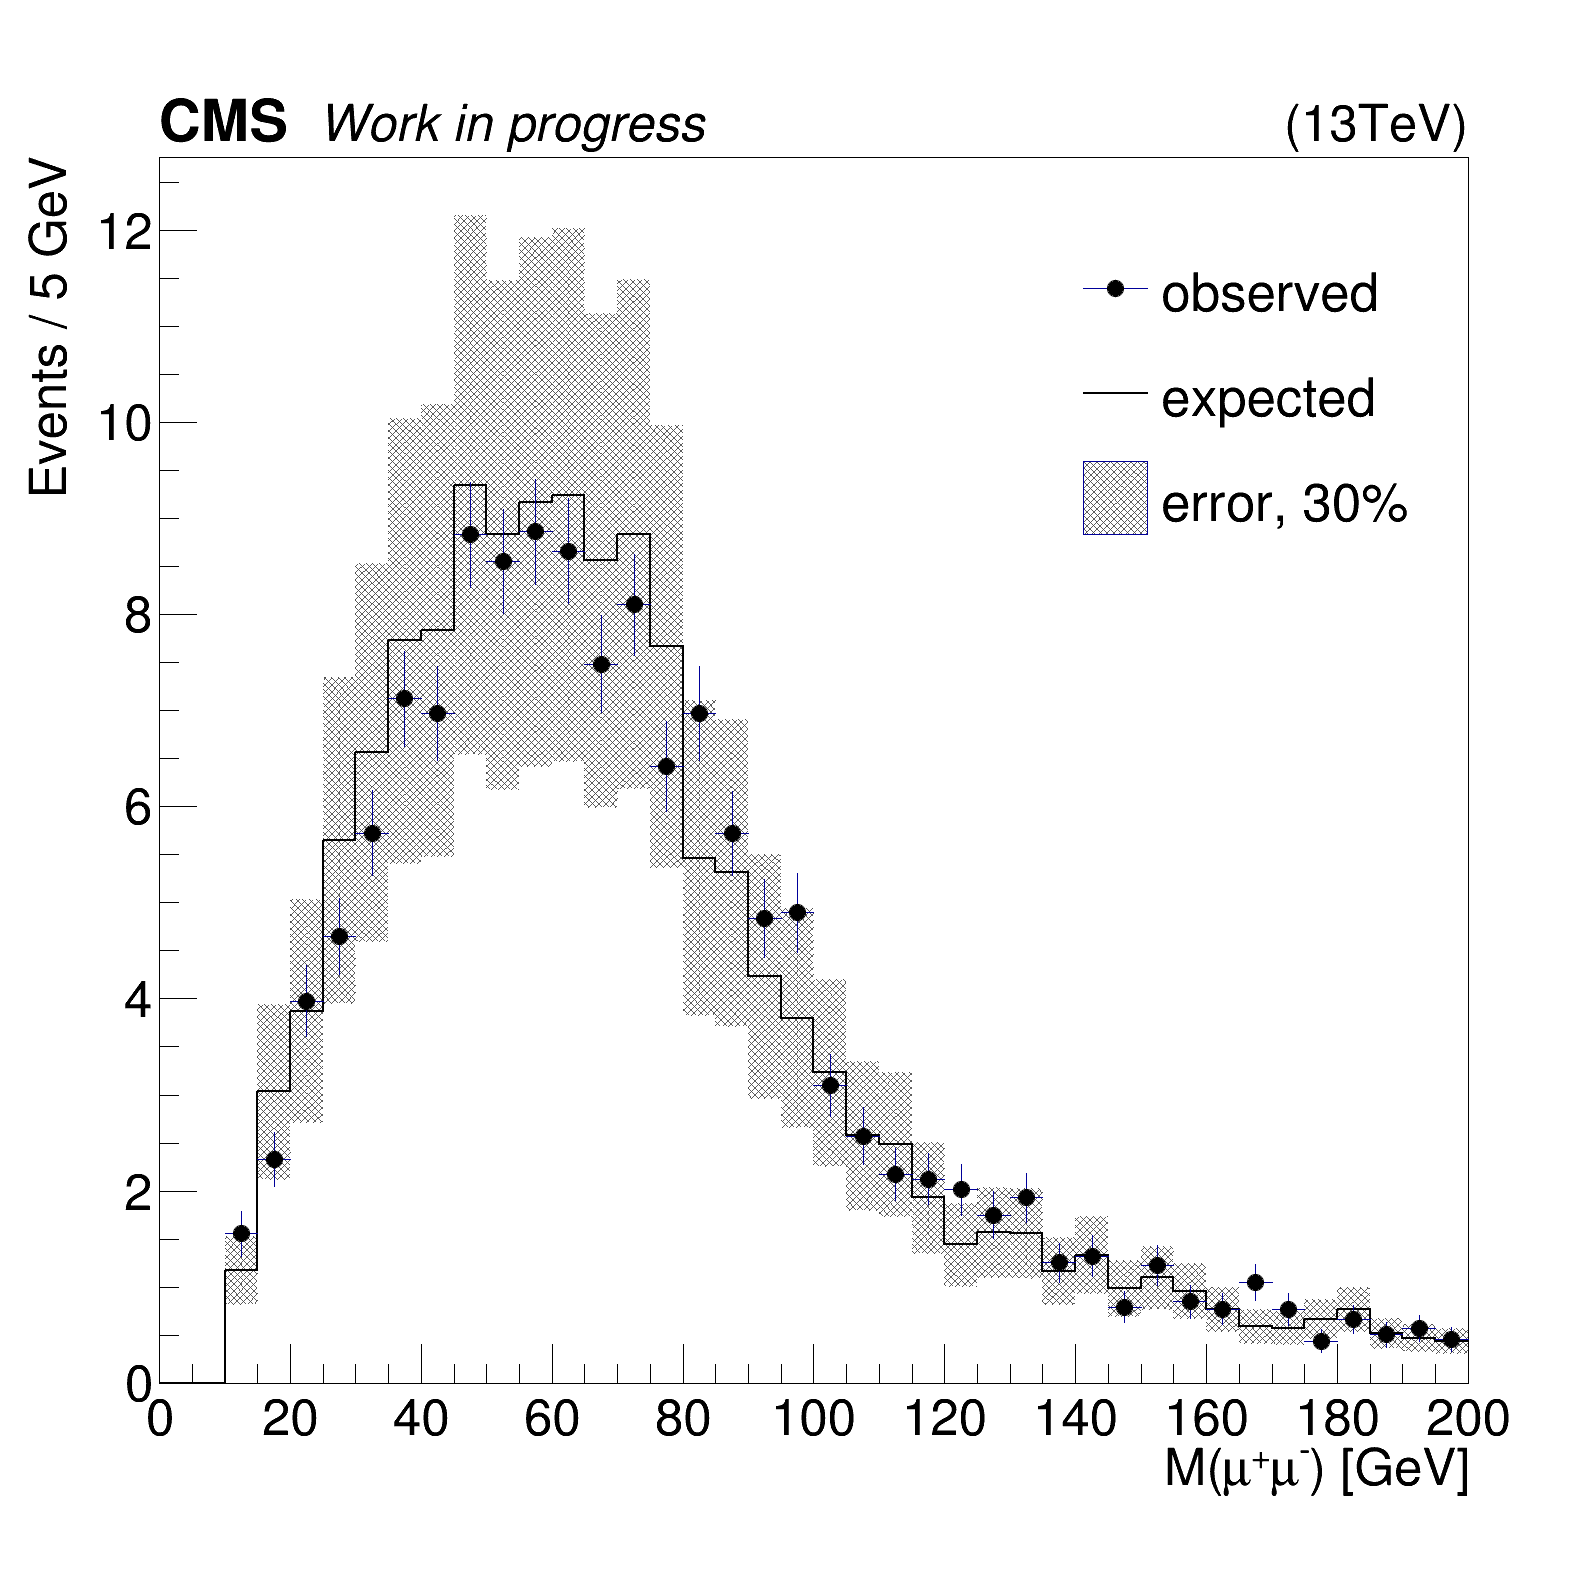 CMS Work in progress (13TeV)
Events / 5 GeV
12
10
8
6
4
2
0
observed
expected
error, 30%
0 20 40 60 80 100 120 140 160 180 200
M(μ⁺μ⁻) [GeV]